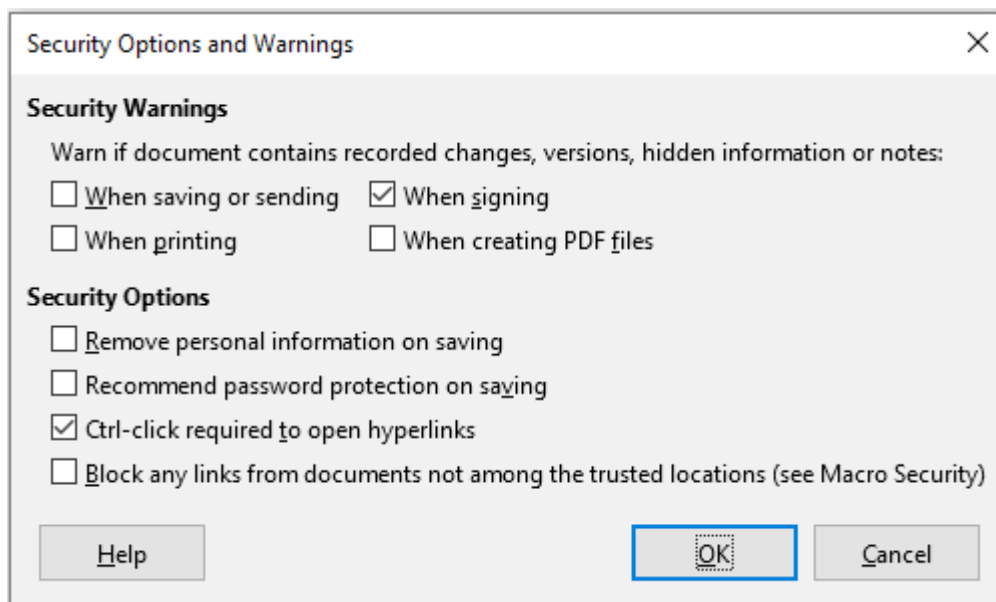 Security Options and Warnings
Security Warnings
Warn if document contains recorded changes, versions, hidden information or notes:
When saving or sending When signing
When printing When creating PDF files
Security Options
Remove personal information on saving
Recommend password protection on saving
Ctrl-click required to open hyperlinks
Block any links from documents not among the trusted locations (see Macro Security)
Help OK Cancel